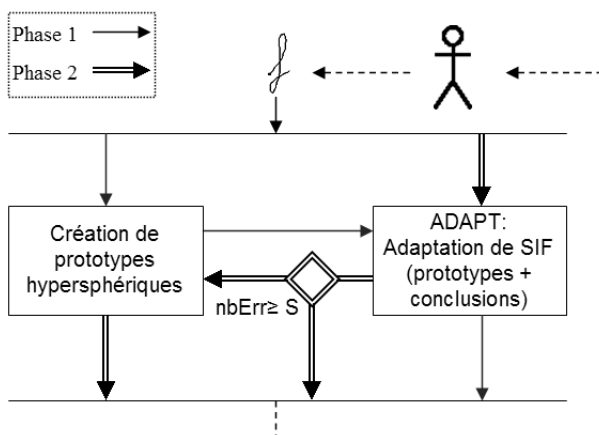 Phase 1
Phase 2
f
Création de
prototypes
hypersphériques
ADAPT:
Adaptation de SIF
(prototypes +
conclusions)
nbErr≥ S